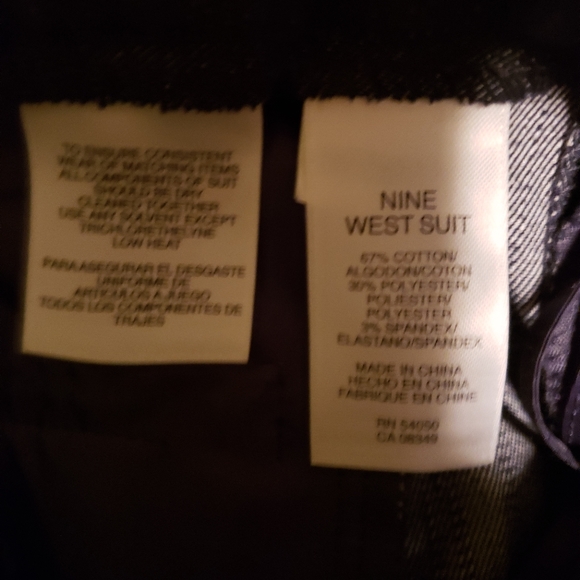 TO ENSURE CONSISTENT
WEAR OF MATCHING ITEMS
ALL COMPONENTS OF SUIT
SHOULD BE DRY
CLEANED TOGETHER
USE ANY SOLVENT EXCEPT
TRICHLORETHELYNE
LOW HEAT
PARA ASEGURAR EL DESGASTE
UNIFORME DE
ARTICULOS A JUEGO
TODOS LOS COMPONENTES DE
TRAJES
NINE
WEST SUIT
67% COTTON/
ALGODON/COTON
30% POLYESTER/
POLIESTER/
POLYESTER
3% SPANDEX/
ELASTANO/SPANDEX
MADE IN CHINA
HECHO EN CHINA
FABRIQUE EN CHINE
RN 54050
CA 08949